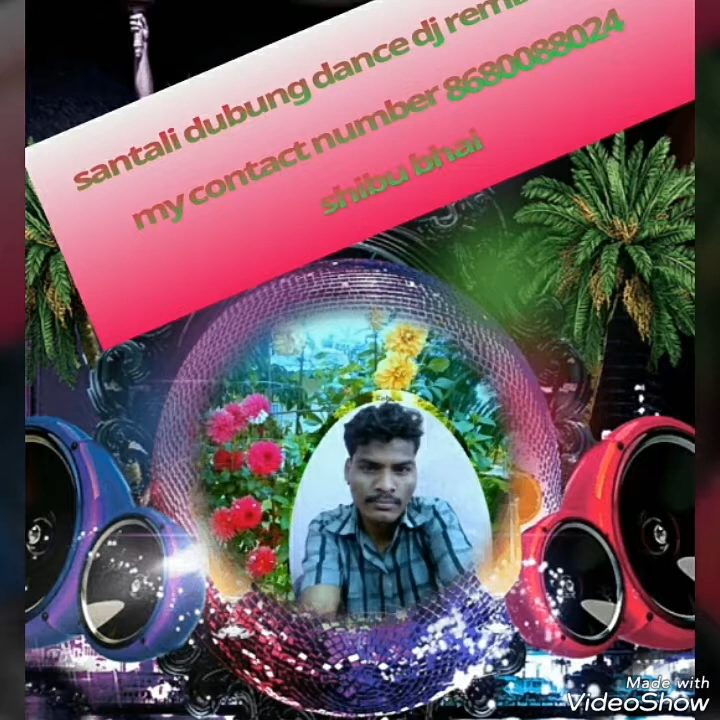 santali dubung dance dj
my contact number 8680088024
shibu bhai
Made with
VideoShow